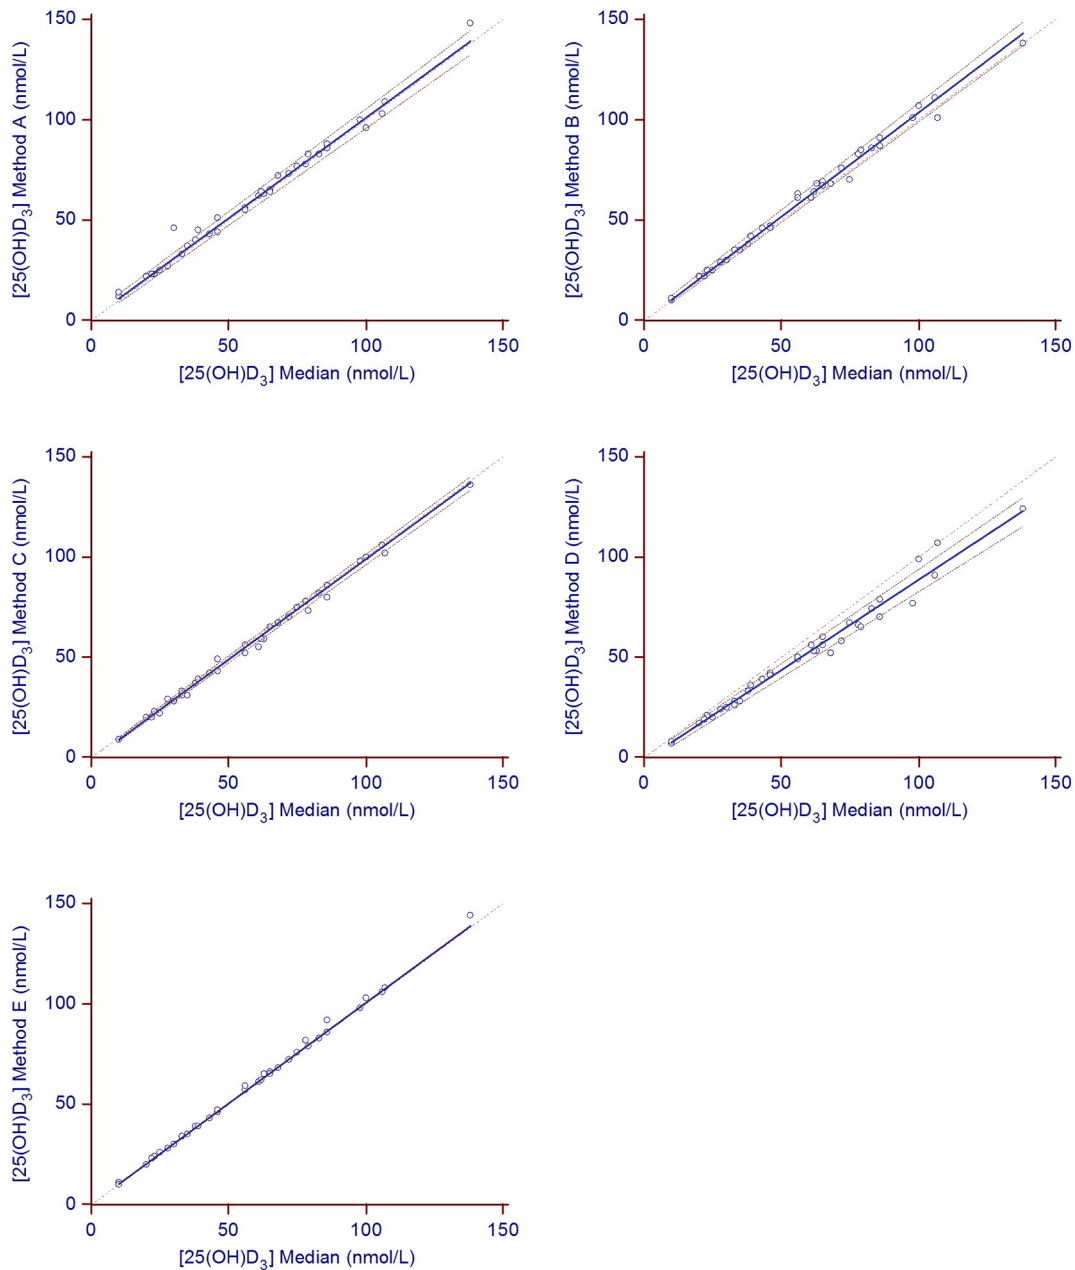 150
100
50
0
0 50 100 150
[25(OH)D3] Method A (nmol/L)
[25(OH)D3] Median (nmol/L)
150
100
50
0
0 50 100 150
[25(OH)D3] Method B (nmol/L)
[25(OH)D3] Median (nmol/L)
150
100
50
0
0 50 100 150
[25(OH)D3] Method C (nmol/L)
[25(OH)D3] Median (nmol/L)
150
100
50
0
0 50 100 150
[25(OH)D3] Method D (nmol/L)
[25(OH)D3] Median (nmol/L)
150
100
50
0
0 50 100 150
[25(OH)D3] Method E (nmol/L)
[25(OH)D3] Median (nmol/L)